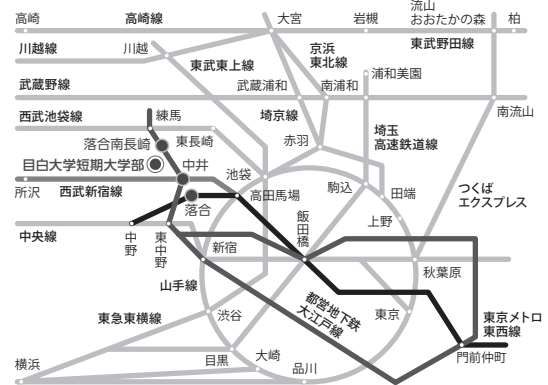 流山
おおたかの森
高崎
高崎線
大宮
岩槻
柏
川越線
川越
京浜
東北線
東武野田線
東武東上線
武蔵野線
武蔵浦和
南浦和
浦和美園
西武池袋線
練馬
埼京線
南流山
落合南長崎
東長崎
赤羽
埼玉
高速鉄道線
目白大学短期大学部
中井
池袋
所沢
西武新宿線
高田馬場
駒込
田端
つくば
エクスプレス
落合
飯田橋
上野
中央線
中野
東中野
新宿
秋葉原
山手線
都営地下鉄
大江戸線
東急東横線
渋谷
東京
東京メトロ
東西線
門前仲町
横浜
目黒
大崎
品川